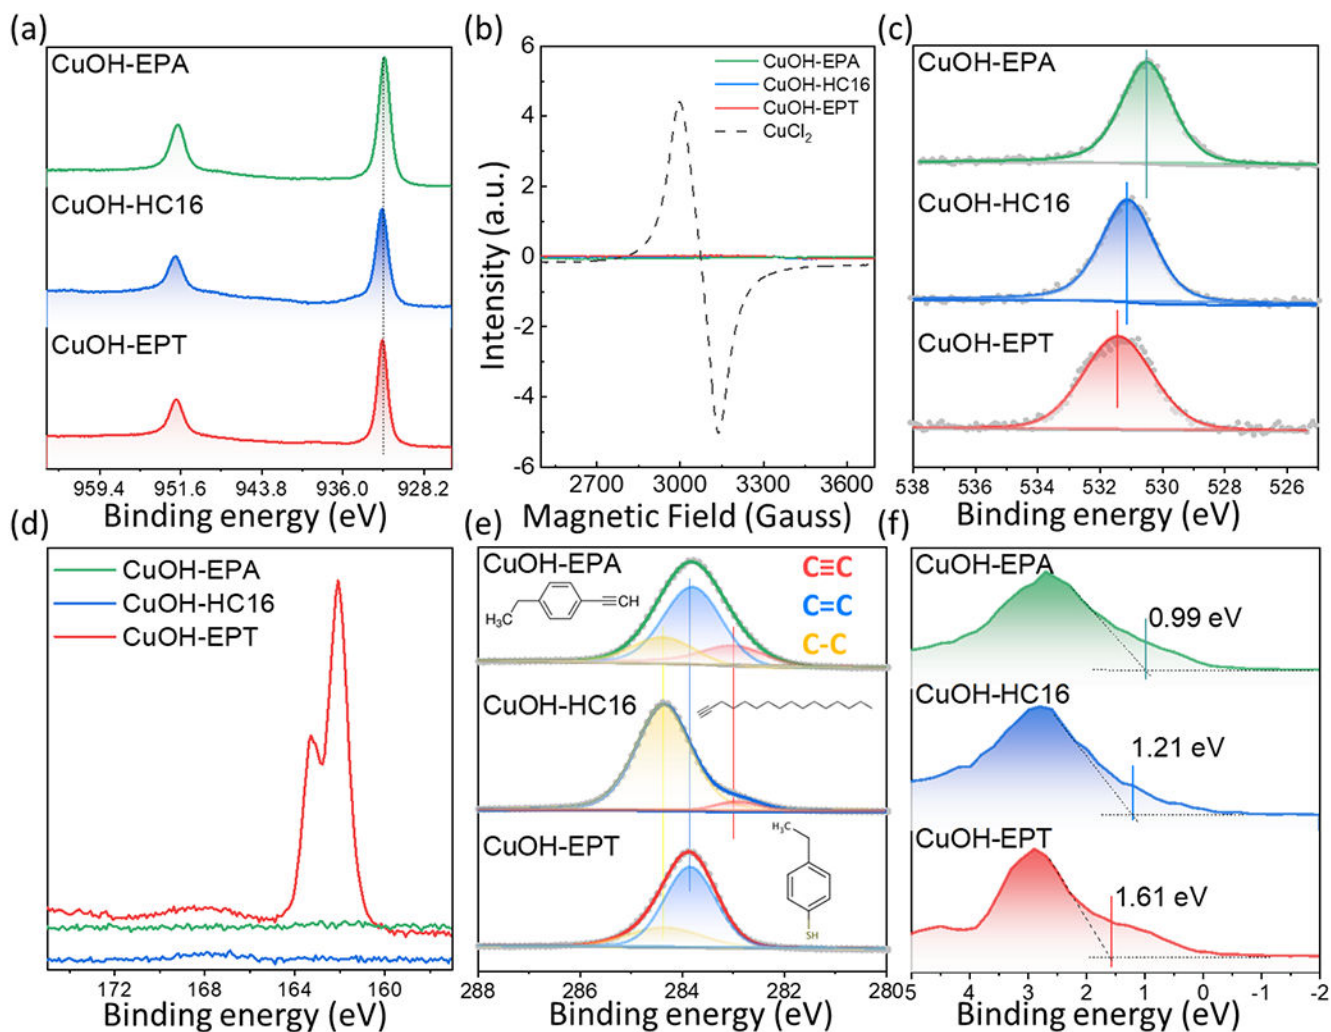 (a)
CuOH-EPA
CuOH-HC16
CuOH-EPT
959.4 951.6 943.8 936.0 928.2
Binding energy (eV)
(b)
6
4
2
0
-2
-4
-6
Intensity (a.u.)
CuOH-EPA
CuOH-HC16
CuOH-EPT
CuCl₂
2700 3000 3300 3600
Magnetic Field (Gauss)
(c)
CuOH-EPA
CuOH-HC16
CuOH-EPT
538 536 534 532 530 528 526
Binding energy (eV)
(d)
CuOH-EPA
CuOH-HC16
CuOH-EPT
172 168 164 160
Binding energy (eV)
(e)
CuOH-EPA
C≡C
C=C
C-C
CH
H₃C
CuOH-HC16
CuOH-EPT
H₃C
SH
288 286 284 282 280
Binding energy (eV)
(f)
CuOH-EPA
0.99 eV
CuOH-HC16
1.21 eV
CuOH-EPT
1.61 eV
5 4 3 2 1 0 -1 -2
Binding energy (eV)